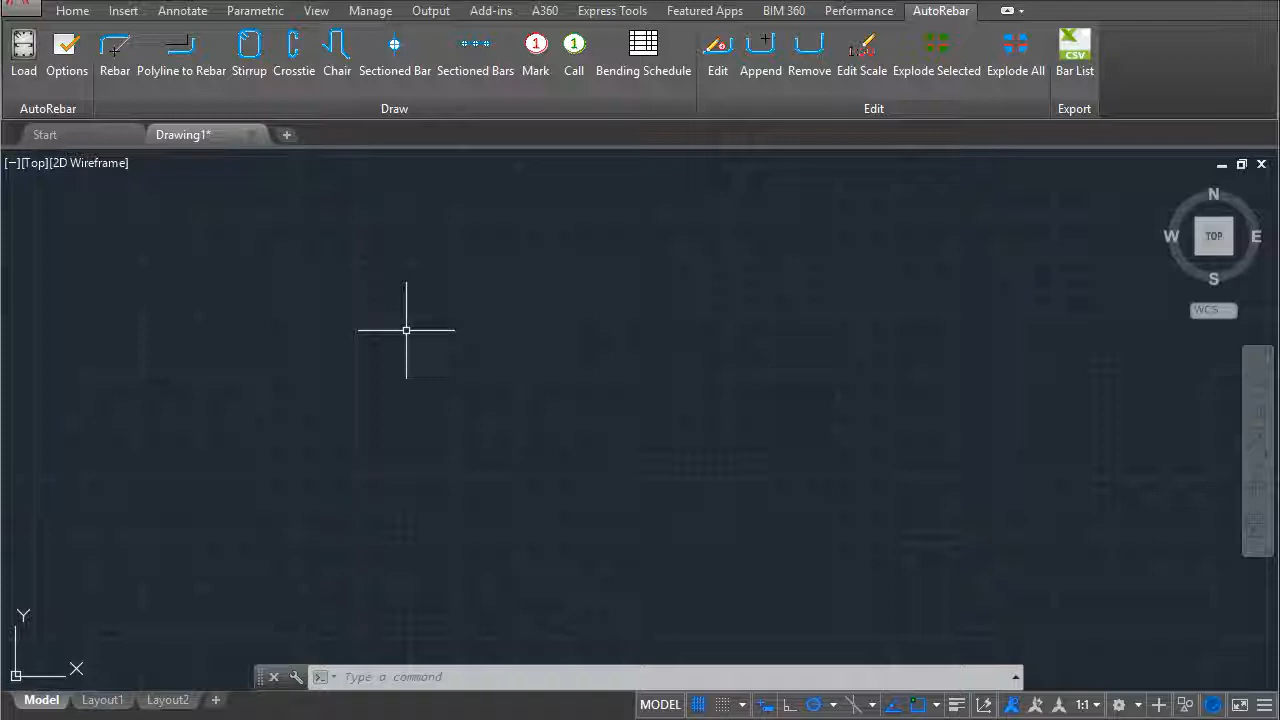 Home Insert Annotate Parametric View Manage Output Add-ins A360 Express Tools Featured Apps BIM 360 Performance AutoRebar
1 1 CSV
Load Options Rebar Polyline to Rebar Stirrup Crosstie Chair Sectioned Bar Sectioned Bars Mark Call Bending Schedule Edit Append Remove Edit Scale Explode Selected Explode All Bar List
AutoRebar Draw Edit Export
Start Drawing1*
[−][Top][2D Wireframe]
N
W TOP E
S
WCS
Y
X
Type a command
Model Layout1 Layout2 MODEL 1:1